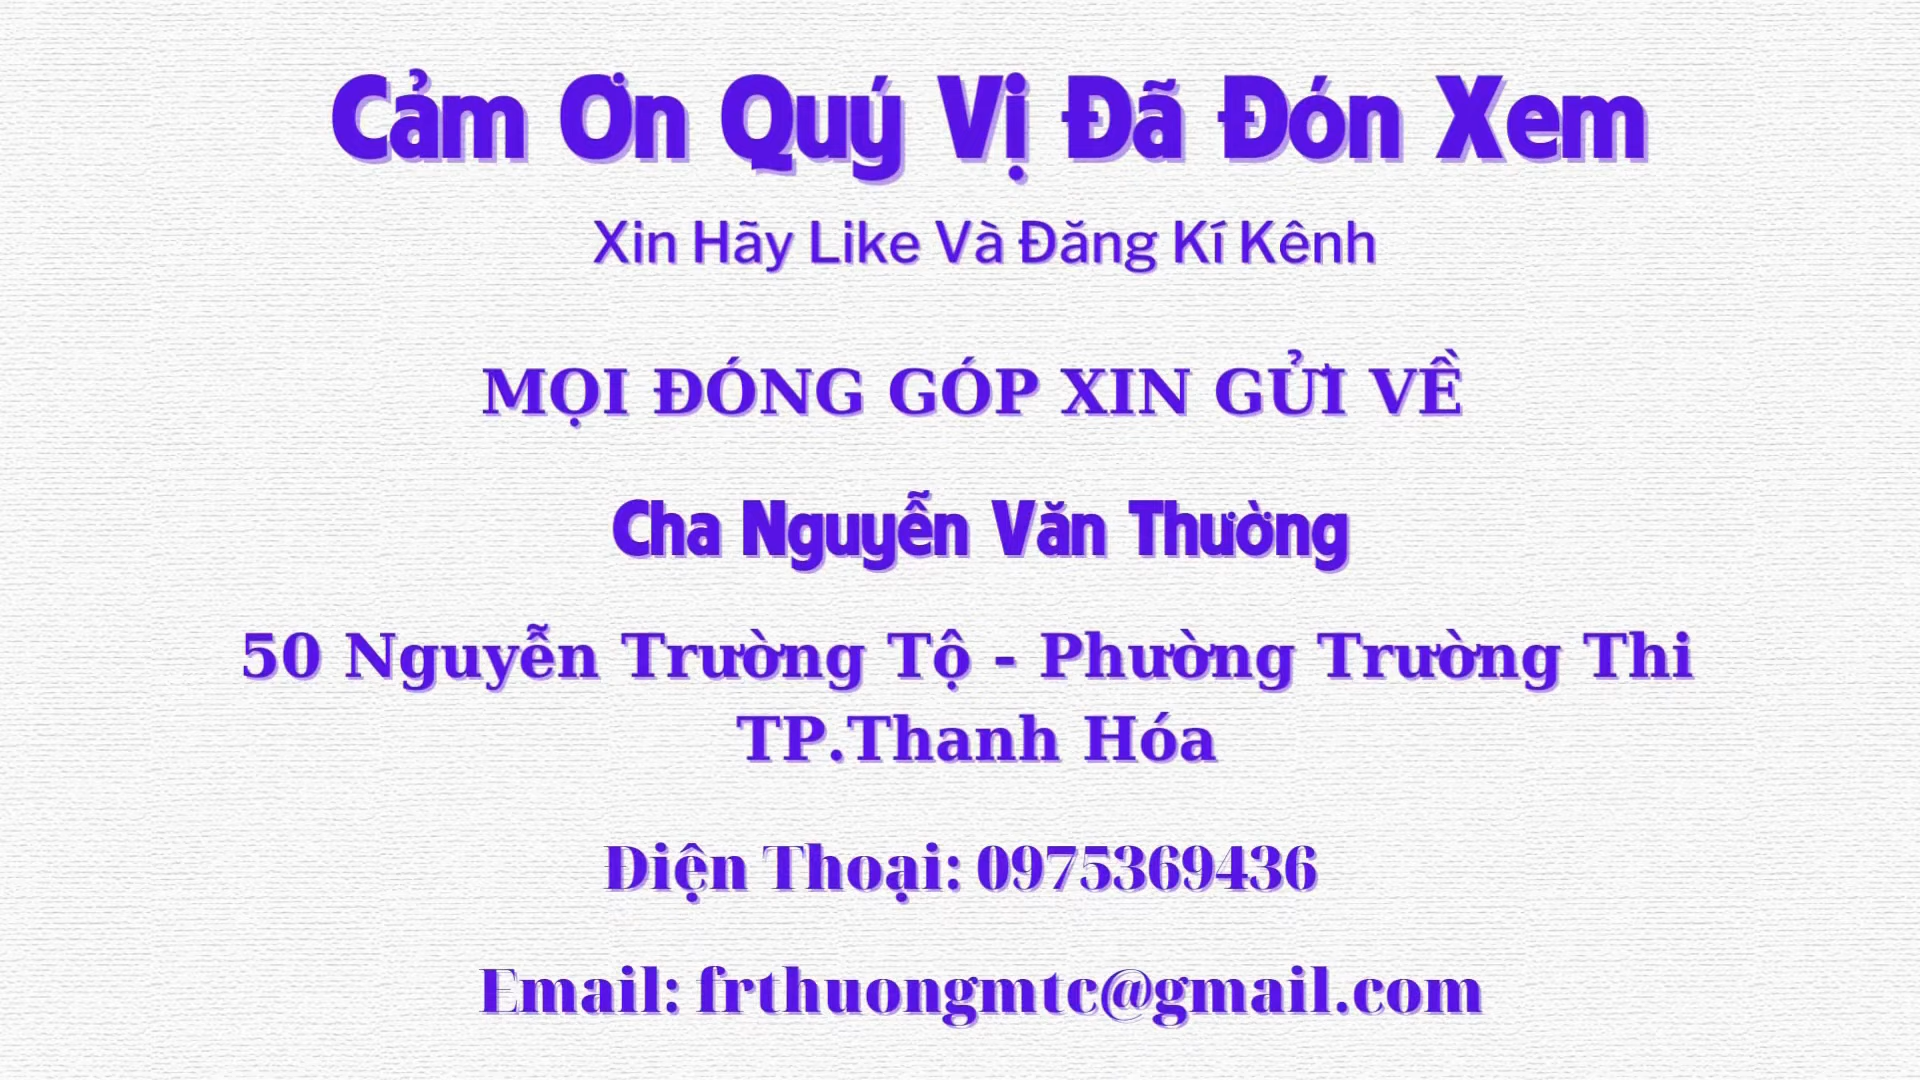 Cảm Ơn Quý Vị Đã Đón Xem
Xin Hãy Like Và Đăng Kí Kênh
MỌI ĐÓNG GÓP XIN GỬI VỀ
Cha Nguyễn Văn Thường
50 Nguyễn Trường Tộ - Phường Trường Thi
TP.Thanh Hóa
Điện Thoại: 0975369436
Email: frthuongmtc@gmail.com